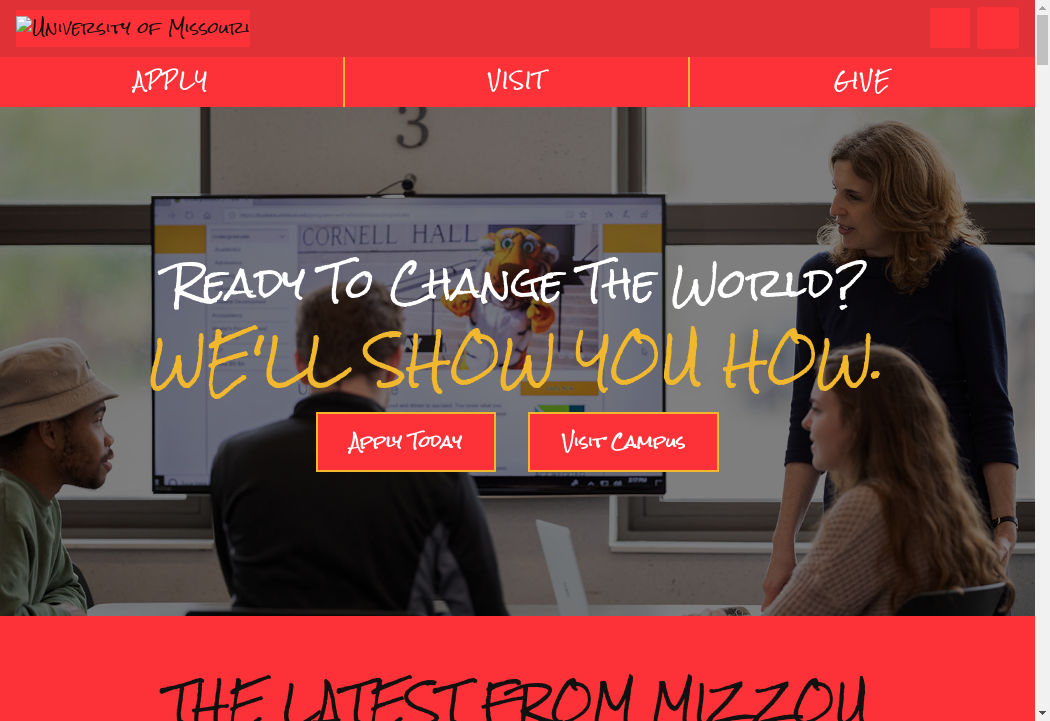 University of Missouri
APPLY
VISIT
GIVE
3
CORNELL HALL
Ready To Change The World?
WE'LL SHOW YOU HOW.
Apply Today
Visit Campus
THE LATEST FROM MIZZOU